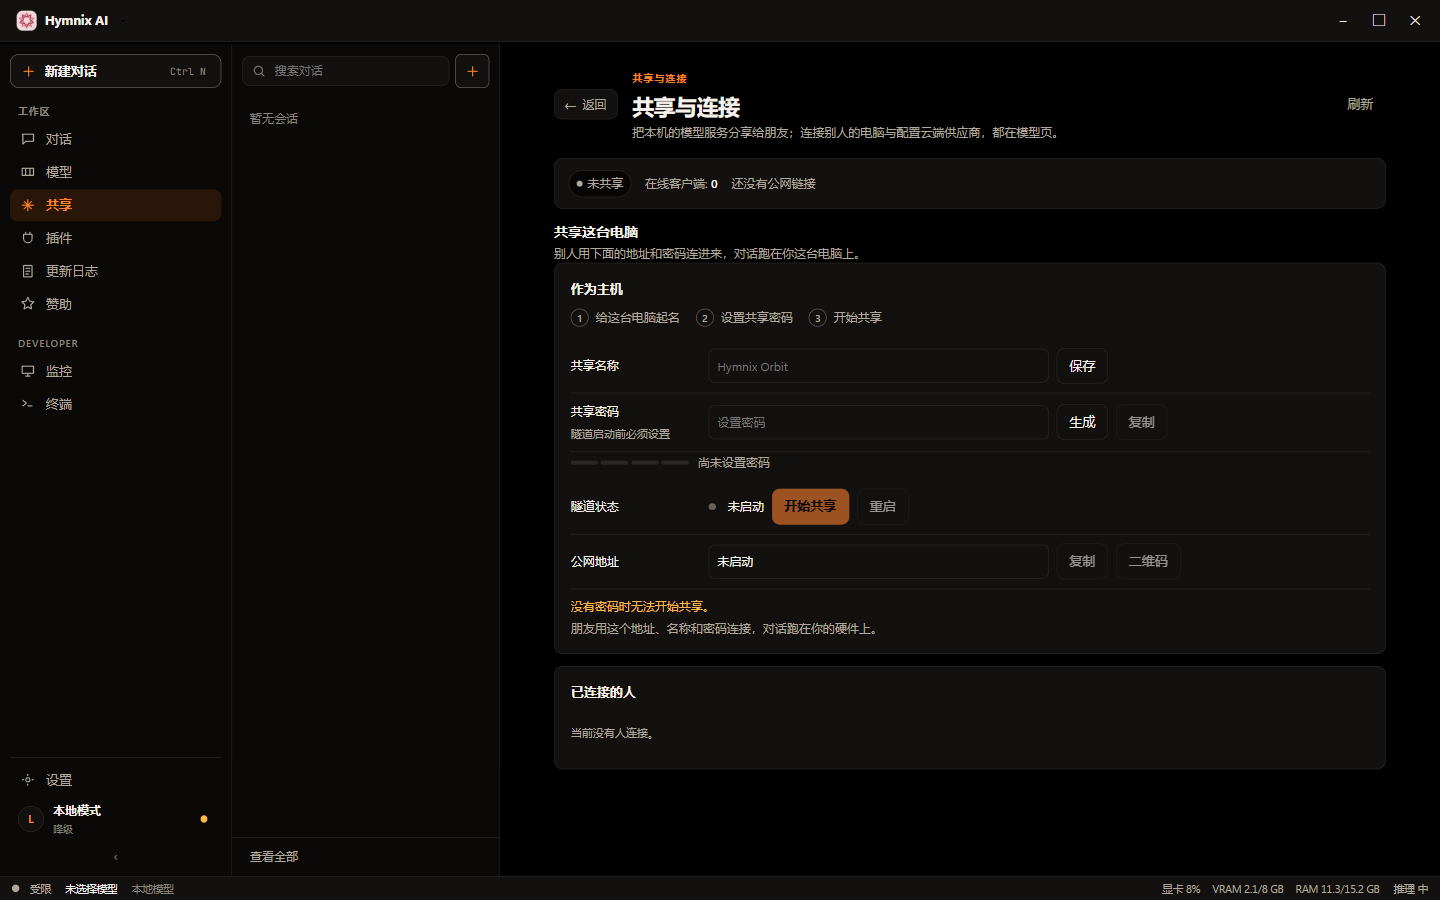 Hymnix AI
新建对话 Ctrl N
工作区
对话
模型
共享
插件
更新日志
赞助
DEVELOPER
监控
终端
设置
L 本地模式
降级
搜索对话
暂无会话
查看全部
← 返回
共享与连接
共享与连接
把本机的模型服务分享给朋友；连接别人的电脑与配置云端供应商，都在模型页。
刷新
未共享 在线客户端: 0 还没有公网链接
共享这台电脑
别人用下面的地址和密码连进来，对话跑在你这台电脑上。
作为主机
1 给这台电脑起名 2 设置共享密码 3 开始共享
共享名称 Hymnix Orbit 保存
共享密码 设置密码 生成 复制
隧道启动前必须设置
尚未设置密码
隧道状态 未启动 开始共享 重启
公网地址 未启动 复制 二维码
没有密码时无法开始共享。
朋友用这个地址、名称和密码连接，对话跑在你的硬件上。
已连接的人
当前没有人连接。
受限 未选择模型 本地模型 显卡 8% VRAM 2.1/8 GB RAM 11.3/15.2 GB 推理 中